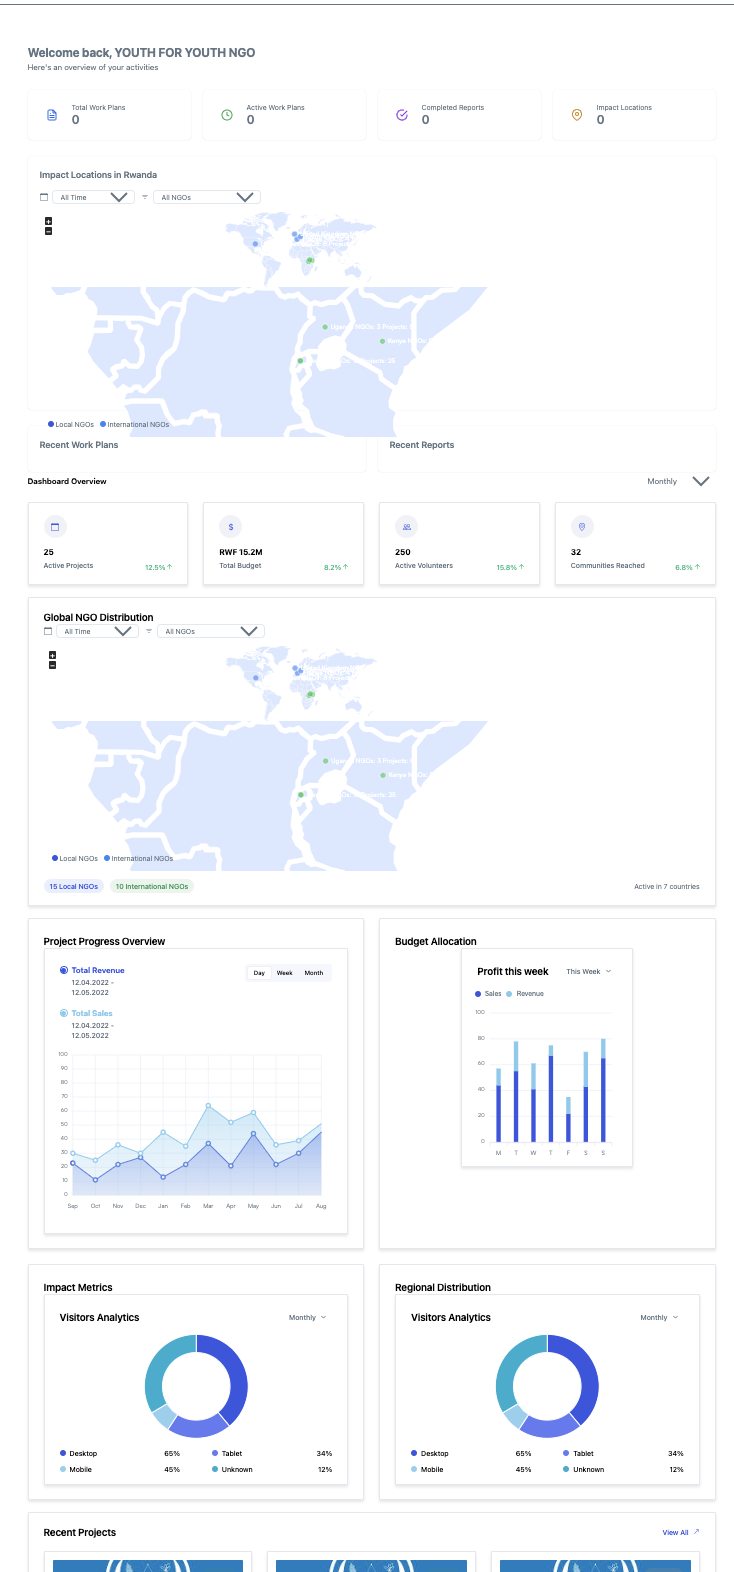 Welcome back, YOUTH FOR YOUTH NGO
Here's an overview of your activities
Total Work Plans
0
Active Work Plans
0
Completed Reports
0
Impact Locations
0
Impact Locations in Rwanda
All Time
All NGOs
+
−
NGOs: 3 Projects:
Kenya
Projects: 25
Local NGOs
International NGOs
Recent Work Plans
Recent Reports
Dashboard Overview
Monthly
25
Active Projects
12.5%
RWF 15.2M
Total Budget
8.2%
250
Active Volunteers
15.8%
32
Communities Reached
6.8%
Global NGO Distribution
All Time
All NGOs
+
−
NGOs: 3 Projects:
Kenya
Projects: 25
Local NGOs
International NGOs
15 Local NGOs
10 International NGOs
Active in 7 countries
Project Progress Overview
Total Revenue
12.04.2022 -
12.05.2022
Day
Week
Month
Total Sales
12.04.2022 -
12.05.2022
100
90
80
70
60
50
40
30
20
10
0
Sep Oct Nov Dec Jan Feb Mar Apr May Jun Jul Aug
Budget Allocation
Profit this week
This Week
Sales
Revenue
100
80
60
40
20
0
M T W T F S S
Impact Metrics
Visitors Analytics
Monthly
Desktop 65%
Tablet 34%
Mobile 45%
Unknown 12%
Regional Distribution
Visitors Analytics
Monthly
Desktop 65%
Tablet 34%
Mobile 45%
Unknown 12%
Recent Projects
View All